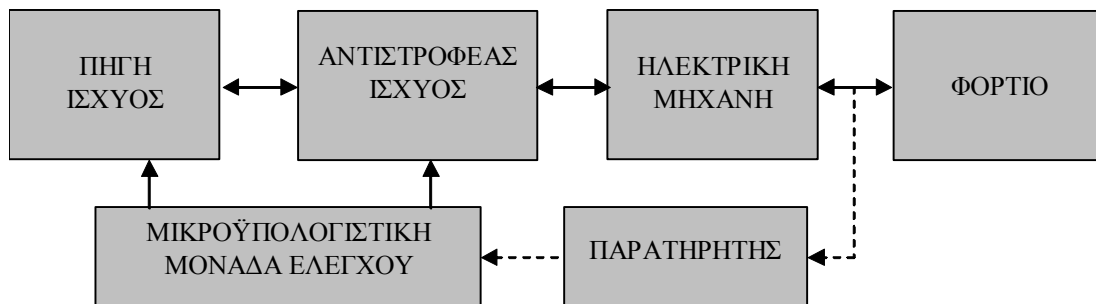 ΠΗΓΗ
ΙΣΧΥΟΣ
ΑΝΤΙΣΤΡΟΦΕΑΣ
ΙΣΧΥΟΣ
ΗΛΕΚΤΡΙΚΗ
ΜΗΧΑΝΗ
ΦΟΡΤΙΟ
ΜΙΚΡΟΫΠΟΛΟΓΙΣΤΙΚΗ
ΜΟΝΑΔΑ ΕΛΕΓΧΟΥ
ΠΑΡΑΤΗΡΗΤΗΣ